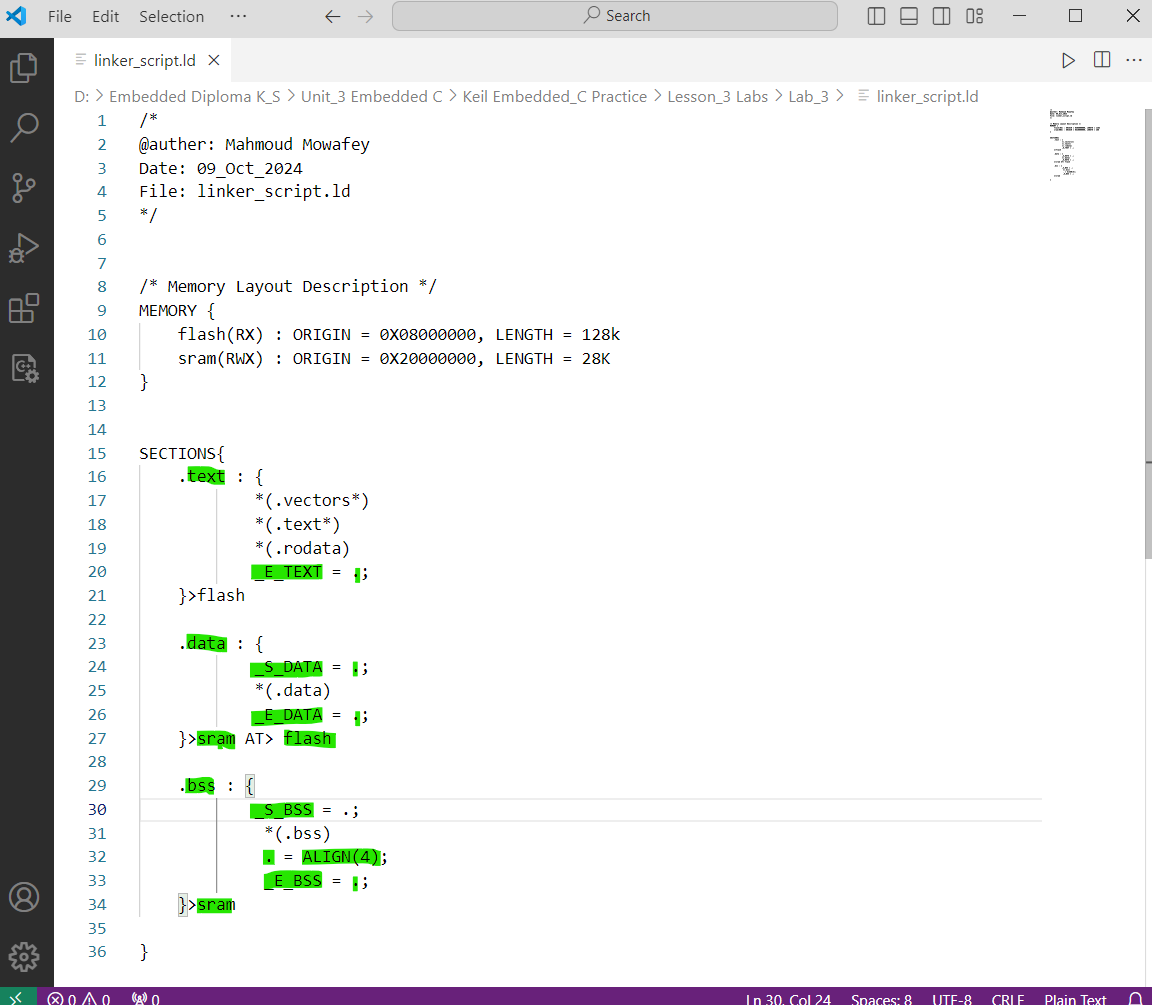 File Edit Selection ··· Search
linker_script.ld
D: > Embedded Diploma K_S > Unit_3 Embedded C > Keil Embedded_C Practice > Lesson_3 Labs > Lab_3 > linker_script.ld
1 /*
2 @auther: Mahmoud Mowafey
3 Date: 09_Oct_2024
4 File: linker_script.ld
5 */
6
7
8 /* Memory Layout Description */
9 MEMORY {
10 flash(RX) : ORIGIN = 0X08000000, LENGTH = 128k
11 sram(RWX) : ORIGIN = 0X20000000, LENGTH = 28K
12 }
13
14
15 SECTIONS{
16 .text : {
17 *(.vectors*)
18 *(.text*)
19 *(.rodata)
20 _E_TEXT = .;
21 }>flash
22
23 .data : {
24 _S_DATA = .;
25 *(.data)
26 _E_DATA = .;
27 }>sram AT> flash
28
29 .bss : {
30 _S_BSS = .;
31 *(.bss)
32 . = ALIGN(4);
33 _E_BSS = .;
34 }>sram
35
36 }
0 0 0 Ln 30, Col 24 Spaces: 8 UTF-8 CRLF Plain Text